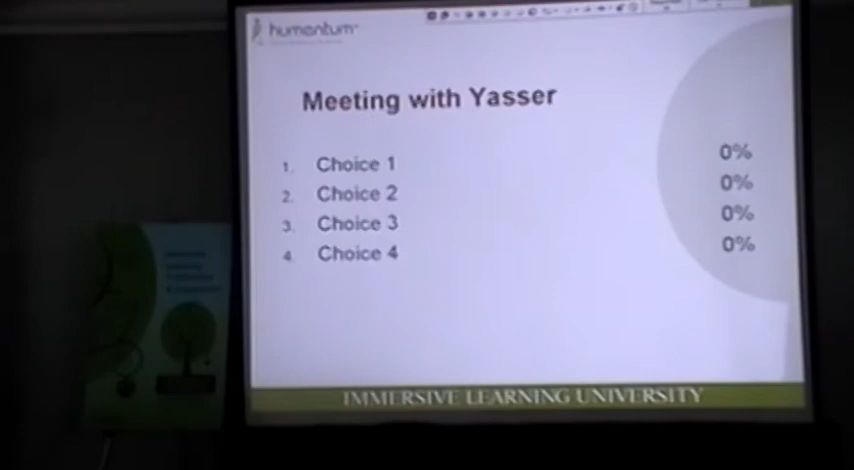 humentum
Meeting with Yasser
1. Choice 1 0%
2. Choice 2 0%
3. Choice 3 0%
4. Choice 4 0%
IMMERSIVE LEARNING UNIVERSITY